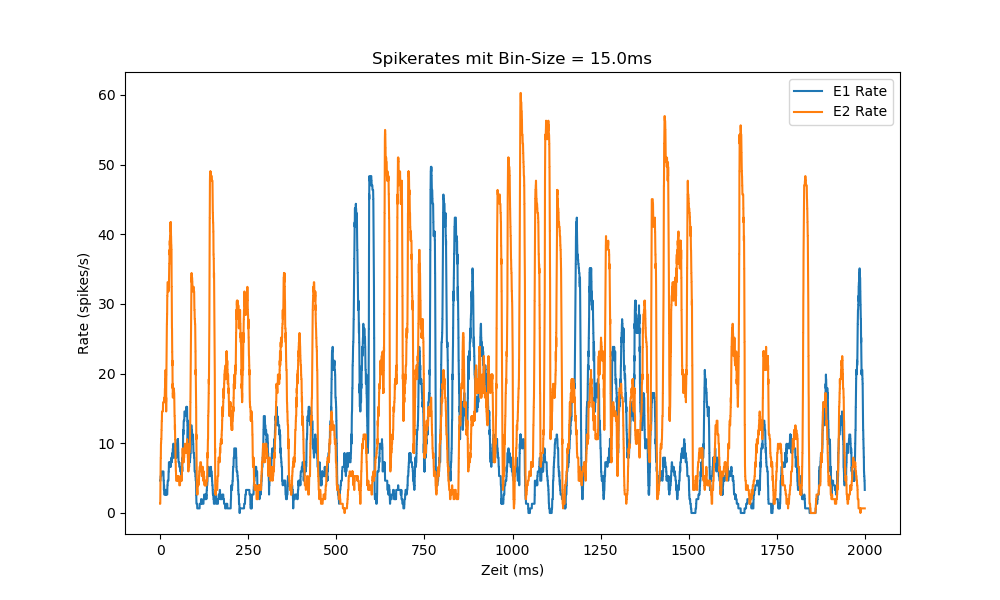 Spikerates mit Bin-Size = 15.0ms
E1 Rate
E2 Rate
60
50
40
30
20
10
0
Rate (spikes/s)
0 250 500 750 1000 1250 1500 1750 2000
Zeit (ms)